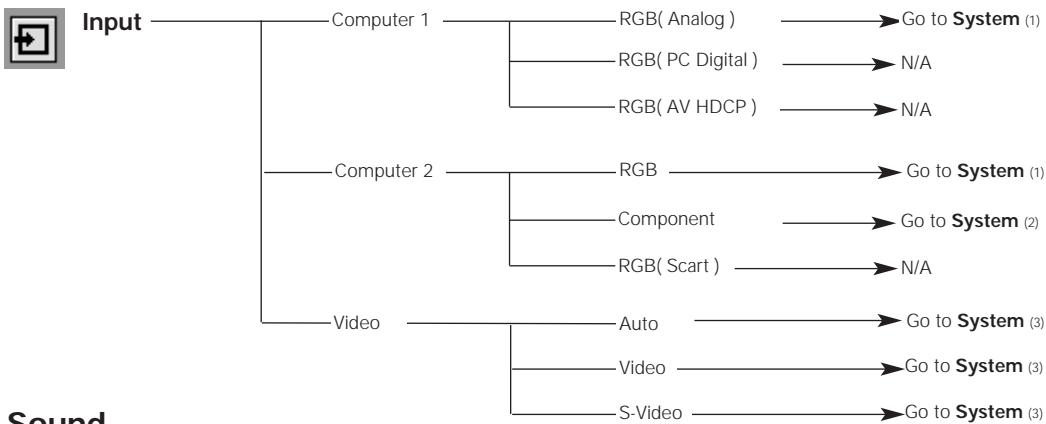 Input
Computer 1
RGB( Analog )
Go to System (1)
RGB( PC Digital )
N/A
RGB( AV HDCP )
N/A
Computer 2
RGB
Go to System (1)
Component
Go to System (2)
RGB( Scart )
N/A
Video
Auto
Go to System (3)
Video
Go to System (3)
S-Video
Go to System (3)
Sound